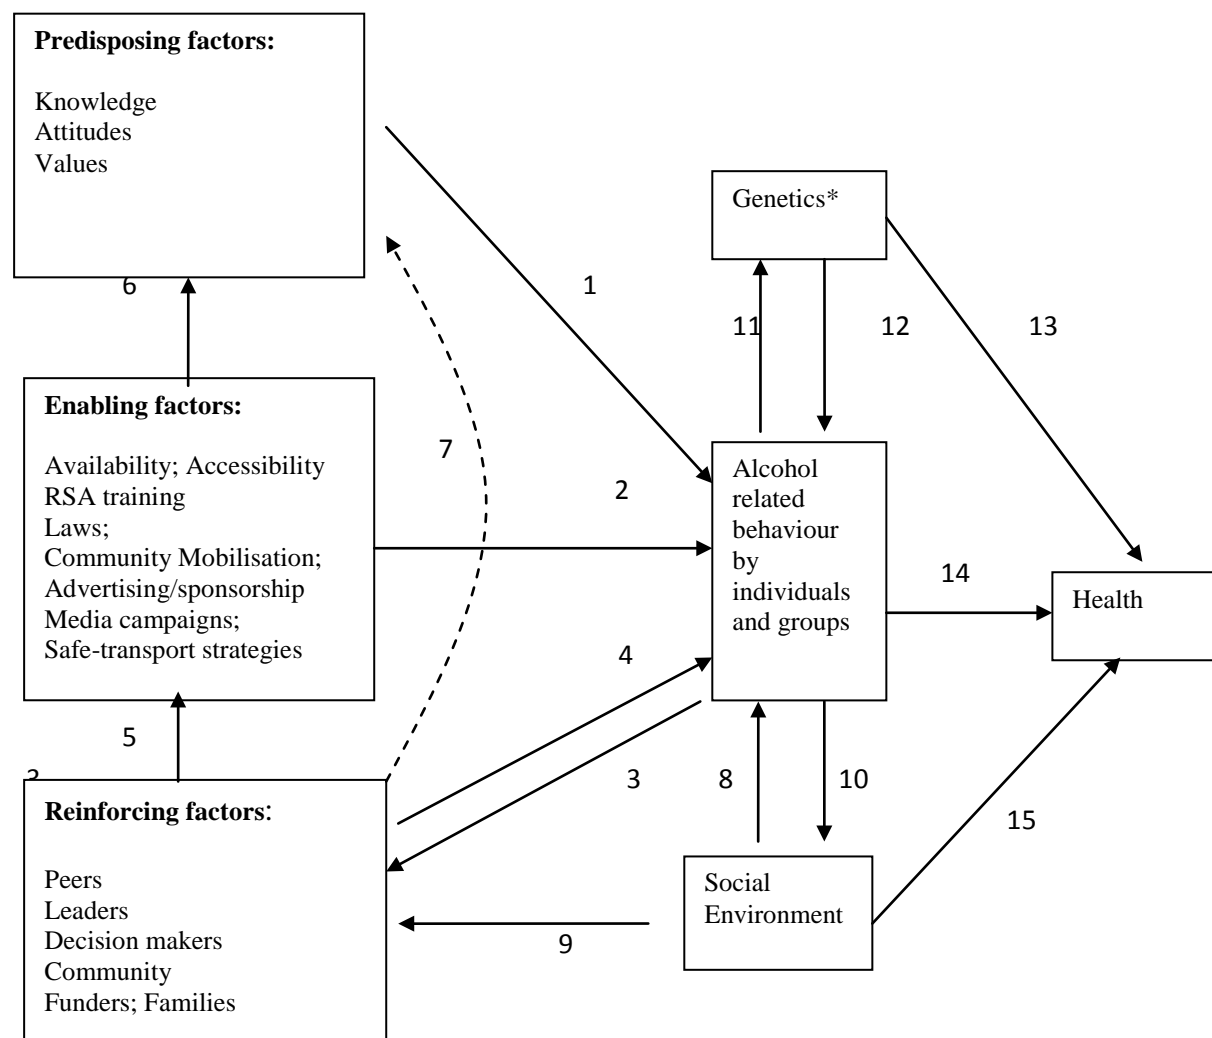 Predisposing factors:
Knowledge
Attitudes
Values
Genetics*
6
1
11
12
13
Enabling factors:
Availability; Accessibility
RSA training
Laws;
Community Mobilisation;
Advertising/sponsorship
Media campaigns;
Safe-transport strategies
7
2
Alcohol
related
behaviour
by
individuals
and groups
14
Health
4
5
3
8
10
15
Reinforcing factors:
Peers
Leaders
Decision makers
Community
Funders; Families
Social
Environment
9